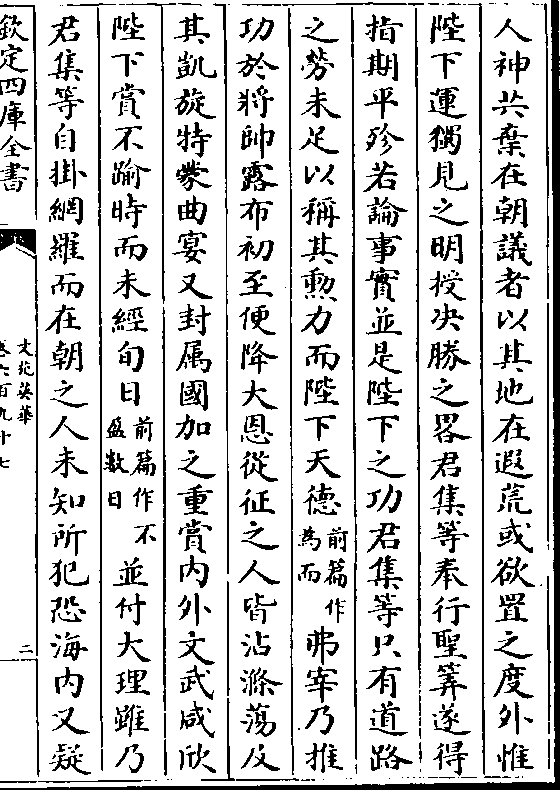 人神共棄在朝議者以其地在遐荒或欲置之度外惟
陛下運獨見之明授决勝之畧君集等奉行聖筭遂得
指期平殄若論事實並是陛下之功君集等只有道路
之勞未足以稱其勲力而陛下天德前篇作為而弗宰乃推
功於將帥露布初至便降大恩從征之人皆沾滌蕩及
其凱旋特蒙曲宴又封属國加之重賞内外文武咸欣
陛下賞不踰時而未經旬日前篇作不盈數日並付大理雖乃
君集等自掛網羅而在朝之人未知所犯恐海内又疑
欽定四庫全書
文苑英華
卷六百九十七
二